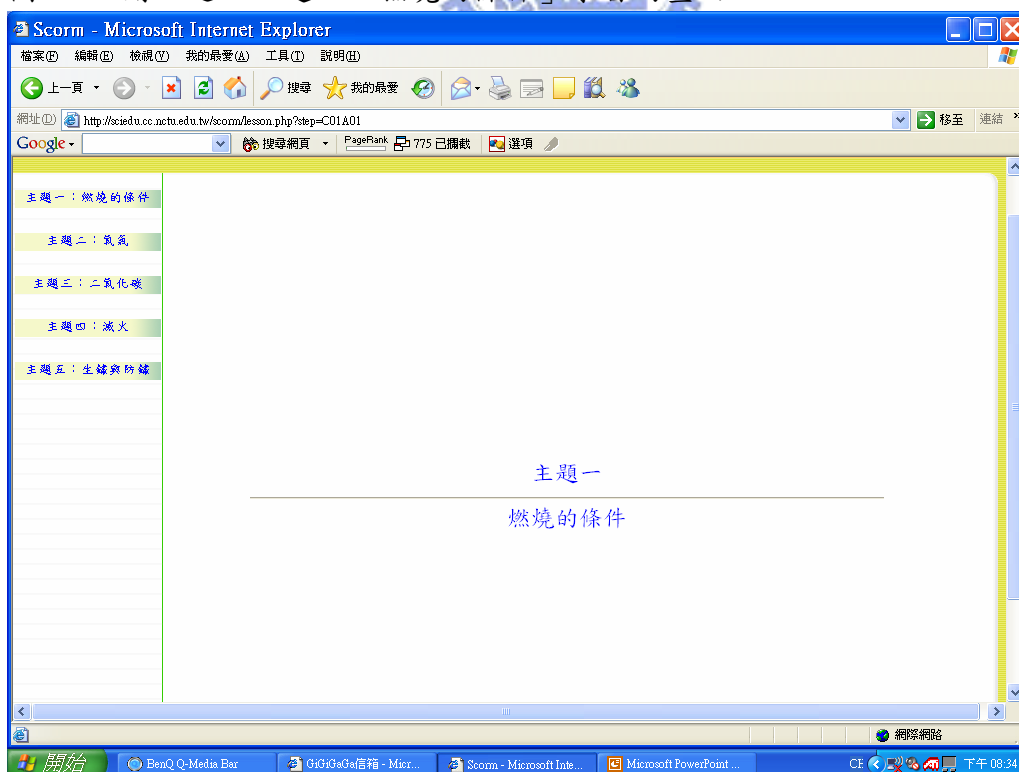 Scorm - Microsoft Internet Explorer
檔案(F) 編輯(E) 檢視(V) 我的最愛(A) 工具(T) 說明(H)
上一頁 搜尋 我的最愛
網址(D) http://sciedu.cc.nctu.edu.tw/scorm/lesson.php?step=C01A01 移至 連結 »
Google 搜尋網頁 PageRank 775 已攔截 選項
主題一：燃燒的條件
主題二：氧氣
主題三：二氧化碳
主題四：滅火
主題五：生鏽與防鏽
主題一
燃燒的條件
網際網路
開始 BenQ Q-Media Bar GiGiGaGa信箱 - Micr... Scorm - Microsoft Inte... Microsoft PowerPoint ... CH 下午 08:34